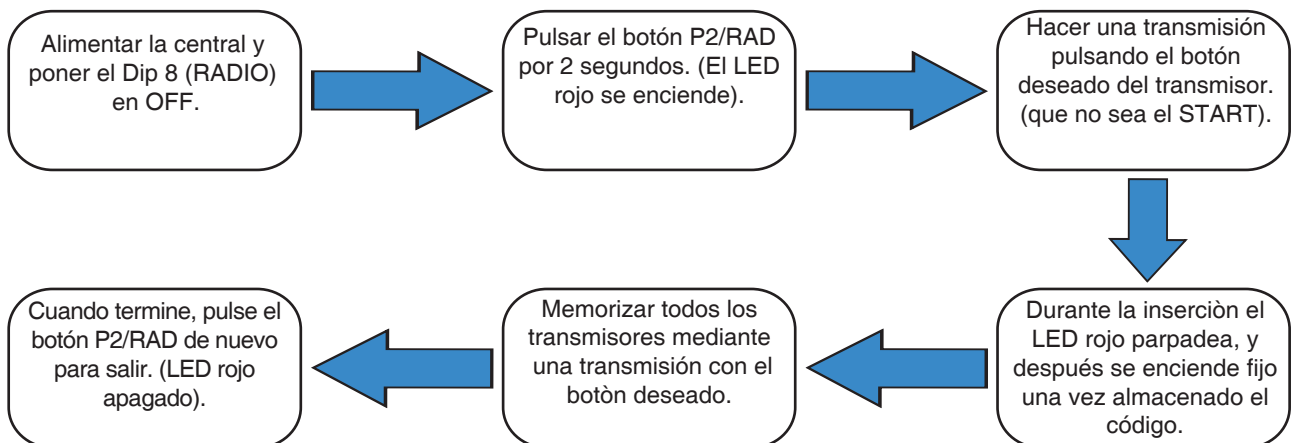 Alimentar la central y
poner el Dip 8 (RADIO)
en OFF.
Pulsar el botón P2/RAD
por 2 segundos. (El LED
rojo se enciende).
Hacer una transmisión
pulsando el botón
deseado del transmisor.
(que no sea el START).
Durante la inserciòn el
LED rojo parpadea, y
después se enciende fijo
una vez almacenado el
código.
Memorizar todos los
transmisores mediante
una transmisión con el
botòn deseado.
Cuando termine, pulse el
botón P2/RAD de nuevo
para salir. (LED rojo
apagado).